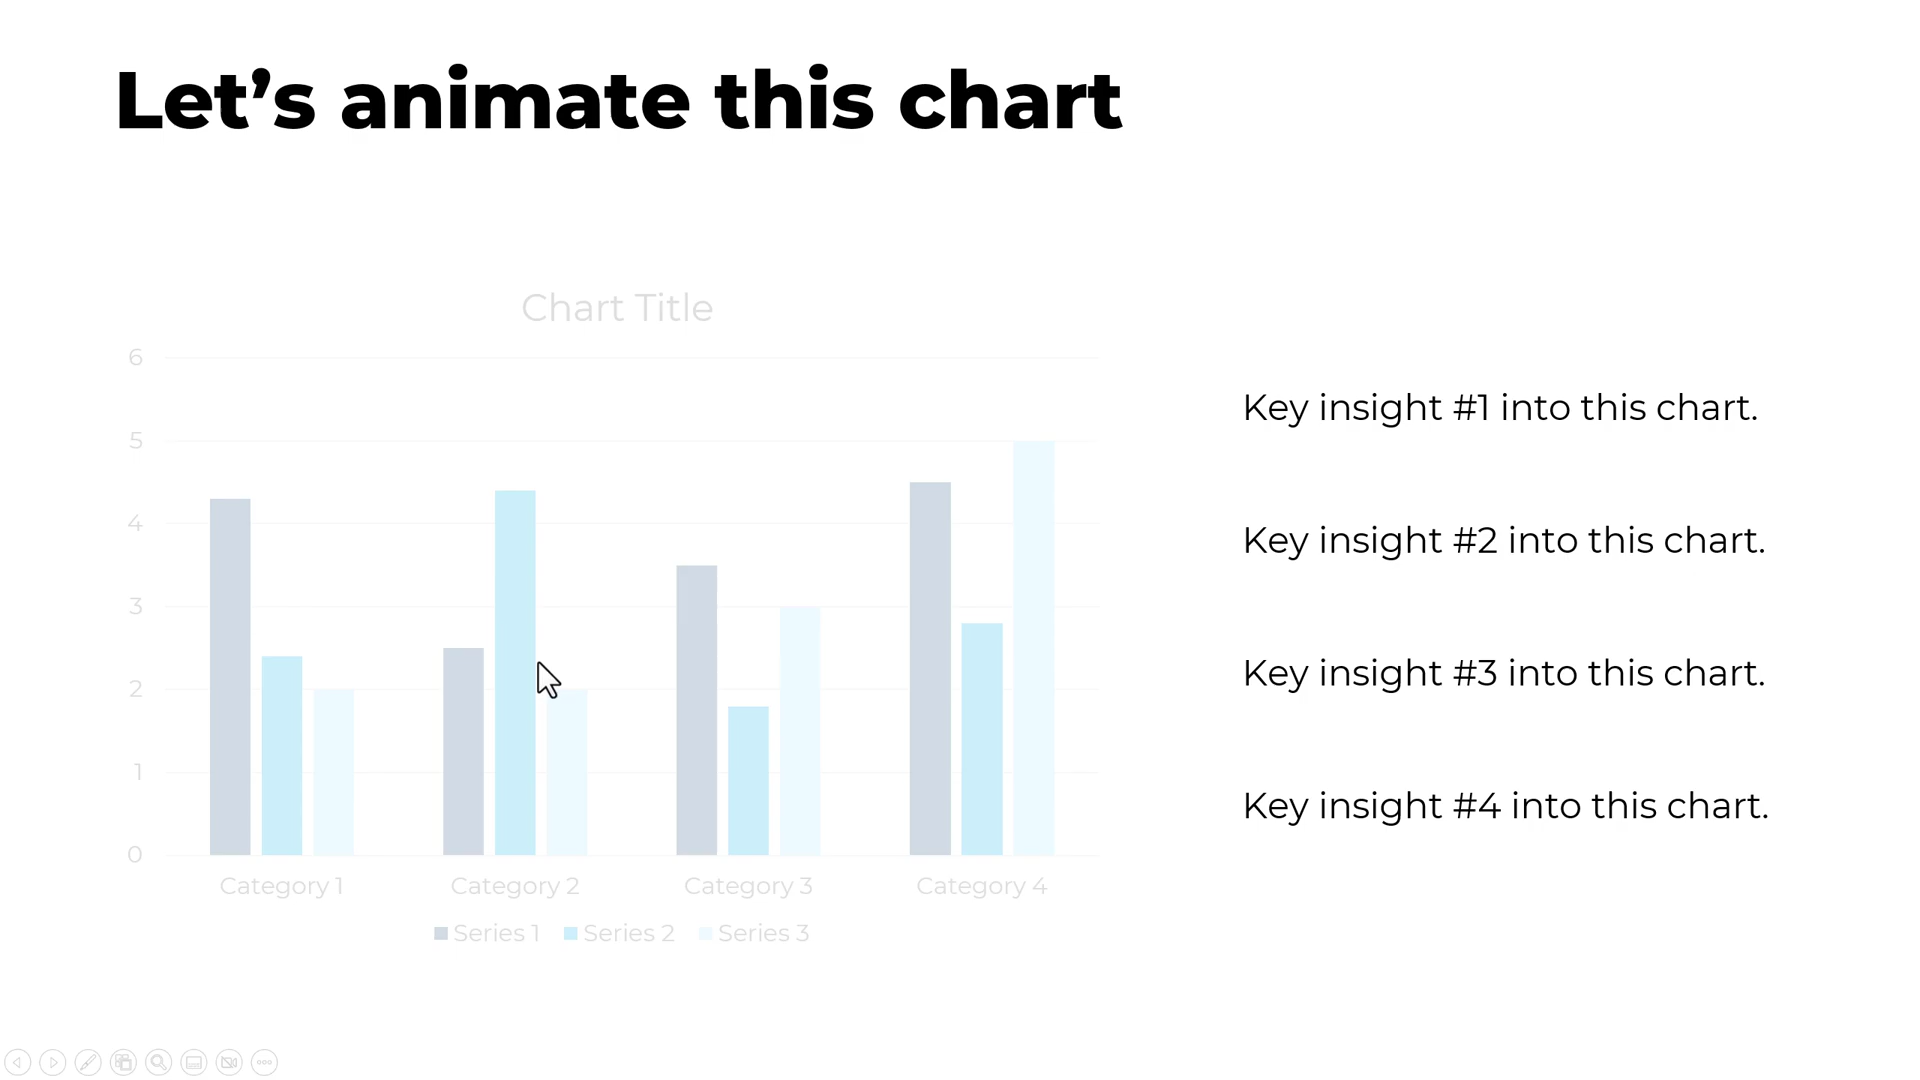 Let’s animate this chart
Chart Title
6
5
4
3
2
1
0
Category 1 Category 2 Category 3 Category 4
Series 1 Series 2 Series 3
Key insight #1 into this chart.
Key insight #2 into this chart.
Key insight #3 into this chart.
Key insight #4 into this chart.